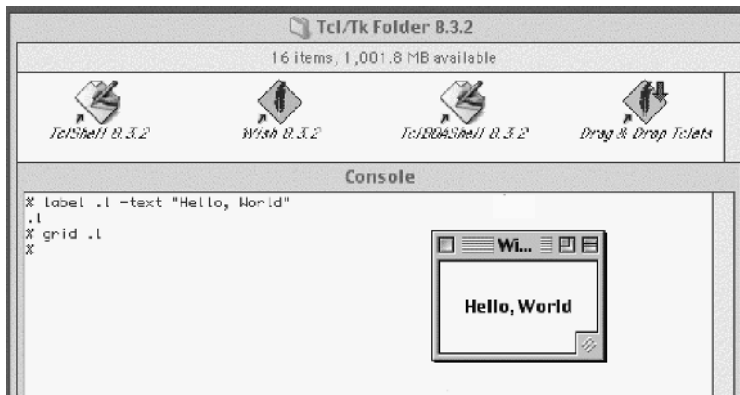 Tcl/Tk Folder 8.3.2
16 items, 1,001.8 MB available
TclShell 8.3.2
Wish 8.3.2
TclBOAShell 8.3.2
Drag & Drop Tclets
Console
% label .l -text "Hello, World"
.l
% grid .l
%
Wi...
Hello, World